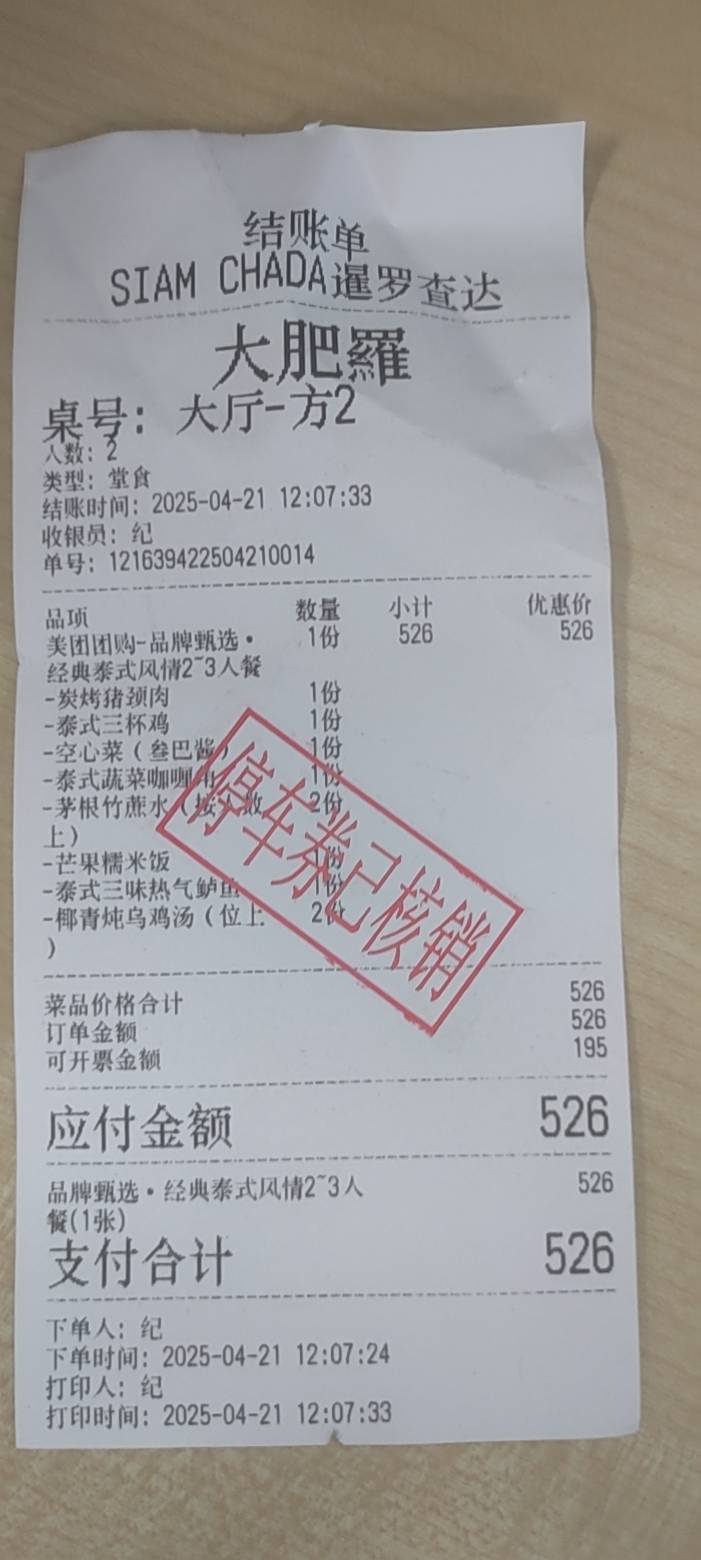 结账单
SIAM CHADA暹罗查达
大肥羅
桌号: 大厅-方2
人数: 2
类型: 堂食
结账时间: 2025-04-21 12:07:33
收银员: 纪
单号: 121639422504210014
品项 数量 小计 优惠价
美团团购-品牌甄选· 1份 526 526
经典泰式风情2~3人餐
-炭烤猪颈肉 1份
-泰式三杯鸡 1份
-空心菜（叁巴酱） 1份
-泰式蔬菜咖喱 1份
-茅根竹蔗水（按人数 2份
上）
-芒果糯米饭 1份
-泰式三味热气鲈鱼 1份
-椰青炖乌鸡汤（位上 2份
）
停车券已核销
菜品价格合计 526
订单金额 526
可开票金额 195
应付金额 526
品牌甄选·经典泰式风情2~3人 526
餐(1张)
支付合计 526
下单人: 纪
下单时间: 2025-04-21 12:07:24
打印人: 纪
打印时间: 2025-04-21 12:07:33